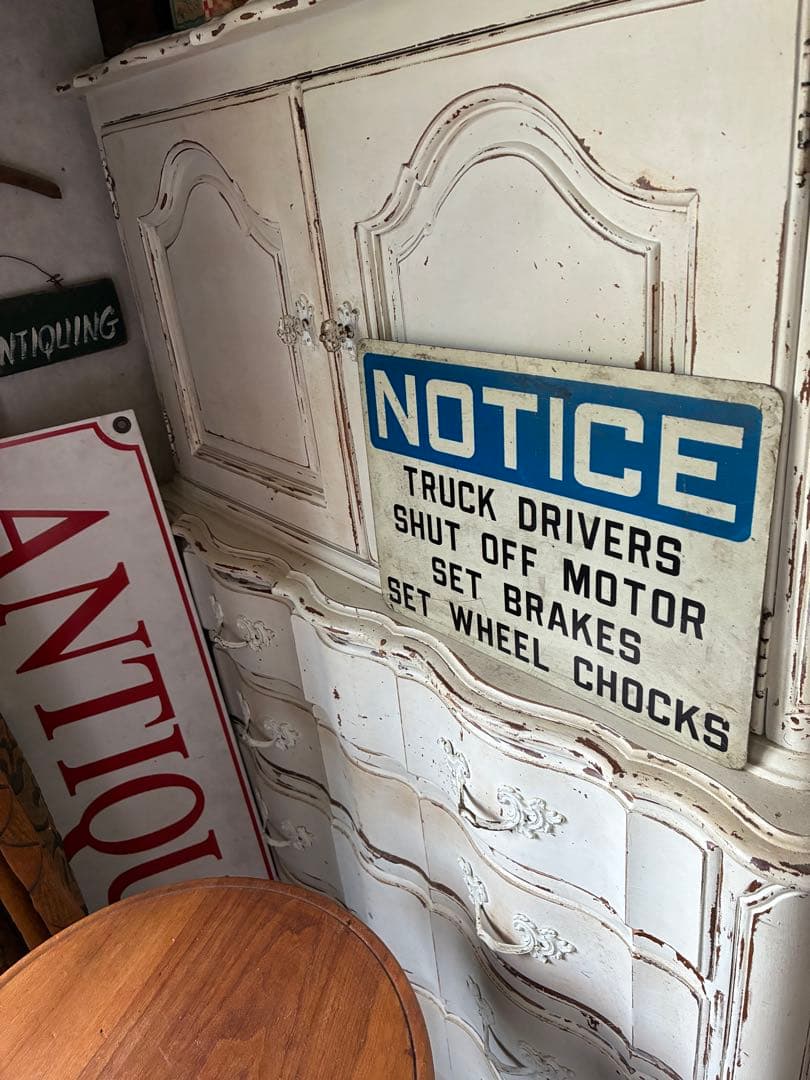 NTIQUING
ANTIQU
NOTICE
TRUCK DRIVERS
SHUT OFF MOTOR
SET BRAKES
SET WHEEL CHOCKS